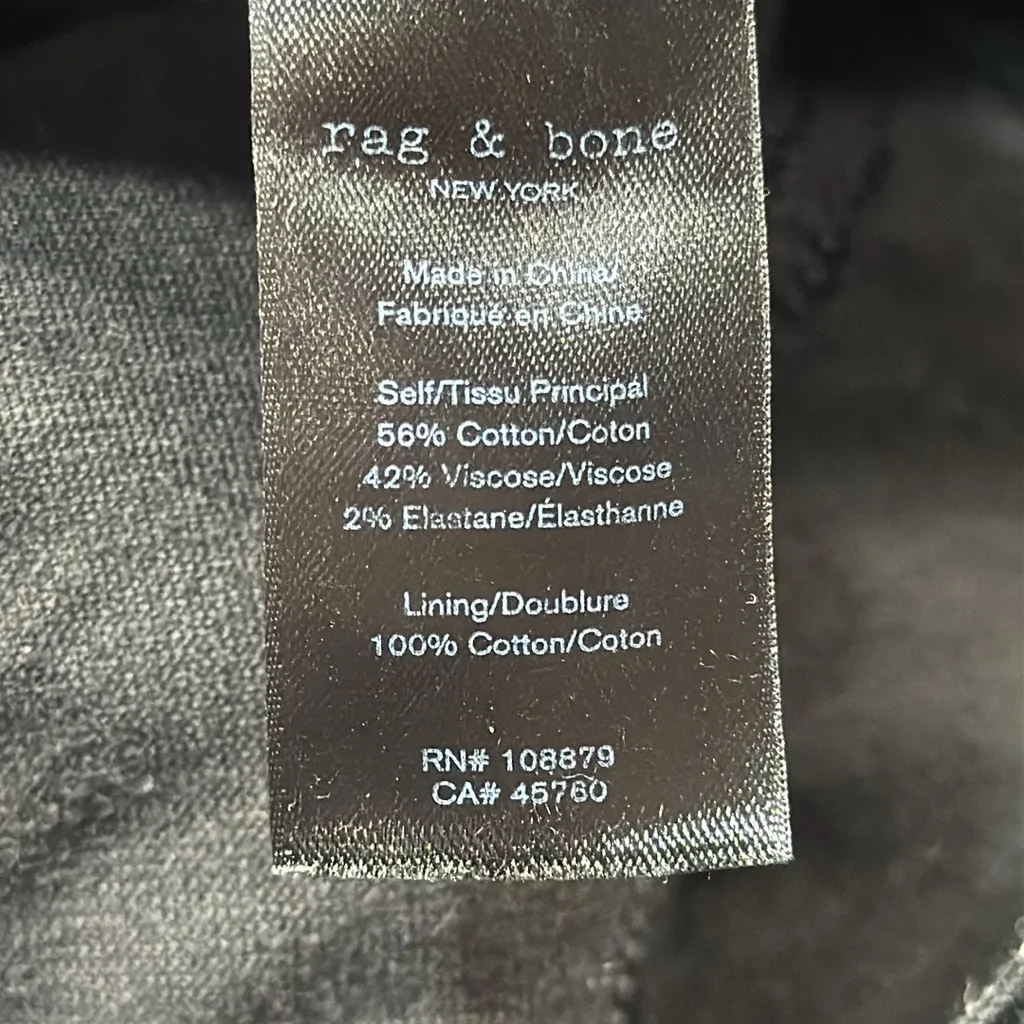 rag & bone
NEW YORK
Made in China/
Fabriqué en Chine
Self/Tissu Principal
56% Cotton/Coton
42% Viscose/Viscose
2% Elastane/Élasthanne
Lining/Doublure
100% Cotton/Coton
RN# 108879
CA# 45760